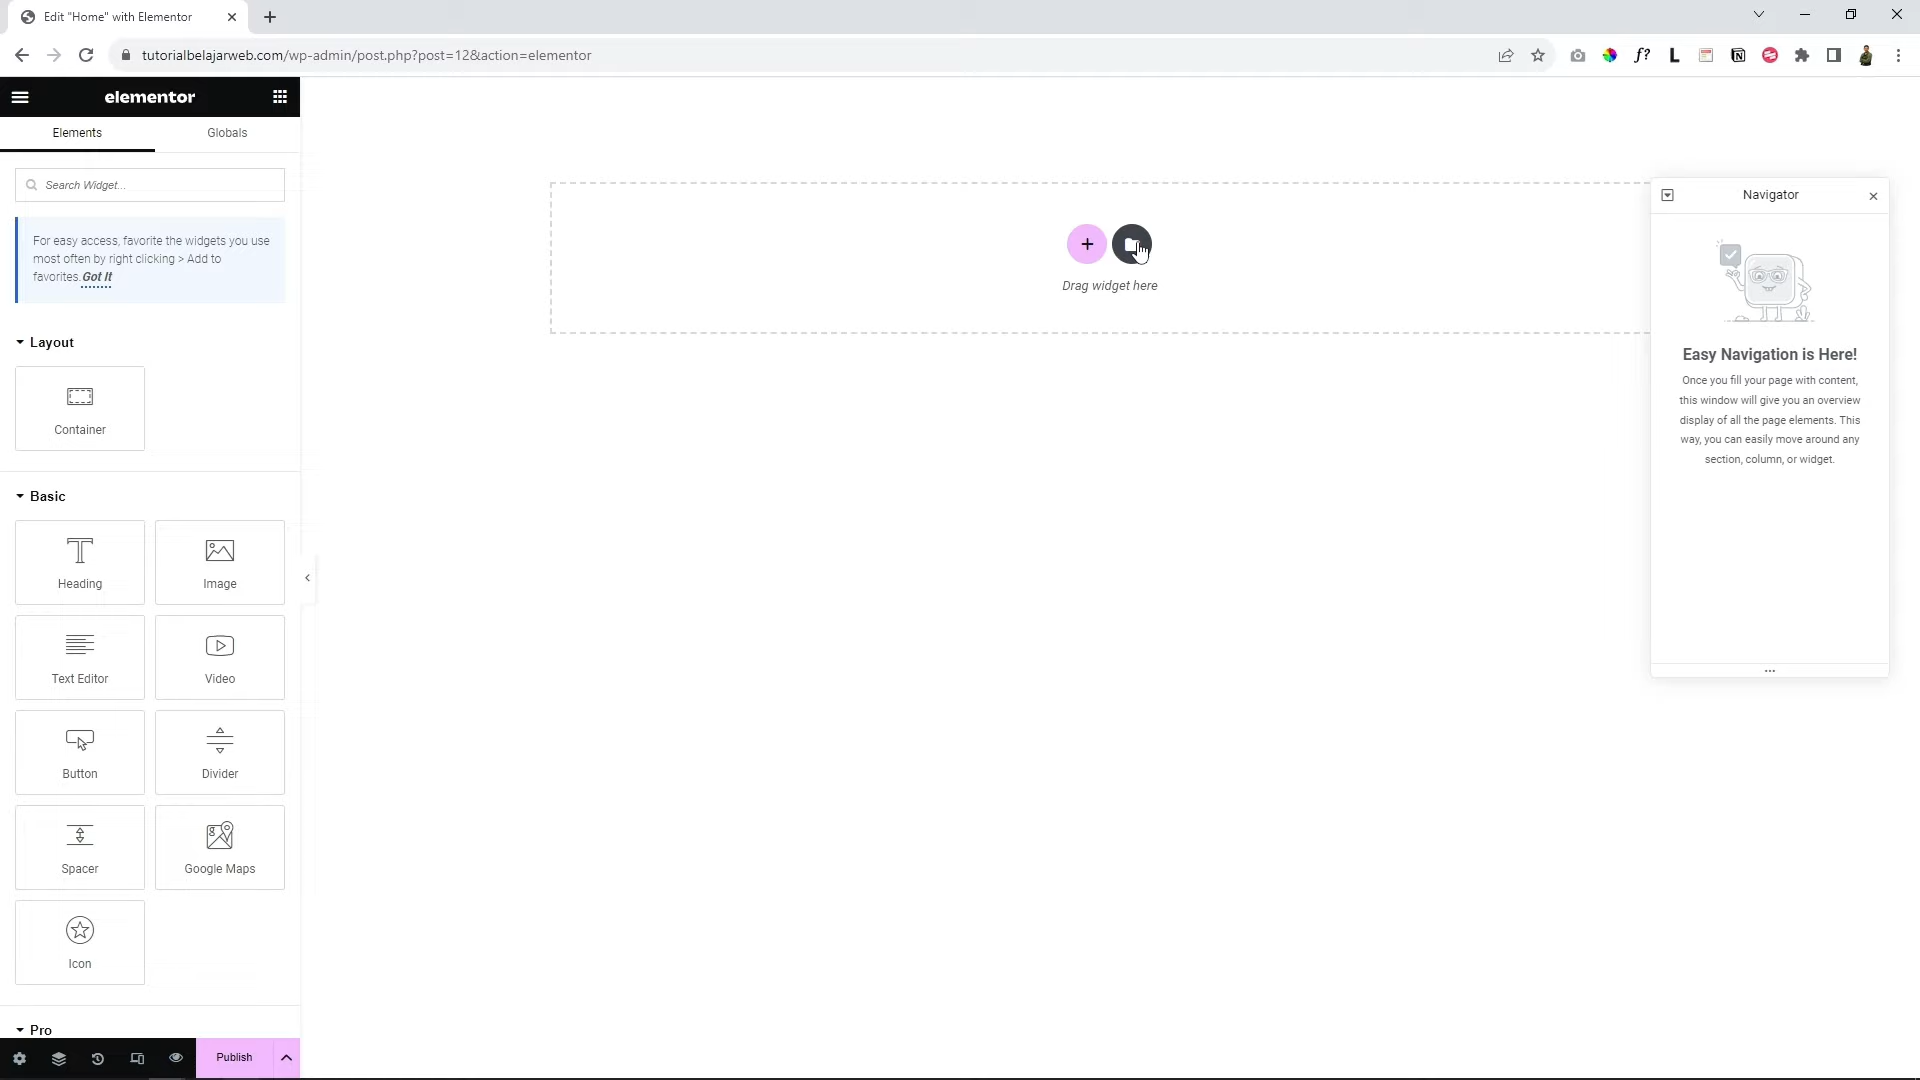 Edit "Home" with Elementor
tutorialbelajarweb.com/wp-admin/post.php?post=12&action=elementor
elementor
Elements
Globals
Search Widget...
For easy access, favorite the widgets you use
most often by right clicking > Add to
favorites. Got It
Layout
Container
Basic
Heading
Image
Text Editor
Video
Button
Divider
Spacer
Google Maps
Icon
Pro
Publish
Drag widget here
Navigator
Easy Navigation is Here!
Once you fill your page with content,
this window will give you an overview
display of all the page elements. This
way, you can easily move around any
section, column, or widget.